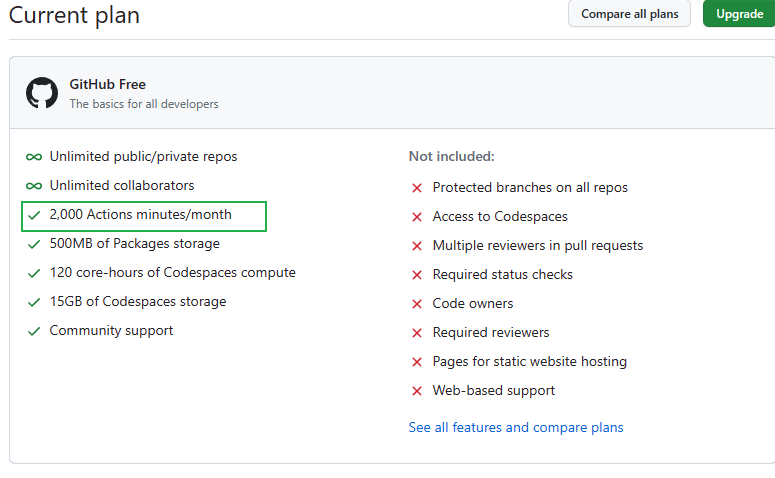 Current plan
Compare all plans
Upgrade
GitHub Free
The basics for all developers
Unlimited public/private repos
Unlimited collaborators
2,000 Actions minutes/month
500MB of Packages storage
120 core-hours of Codespaces compute
15GB of Codespaces storage
Community support
Not included:
Protected branches on all repos
Access to Codespaces
Multiple reviewers in pull requests
Required status checks
Code owners
Required reviewers
Pages for static website hosting
Web-based support
See all features and compare plans